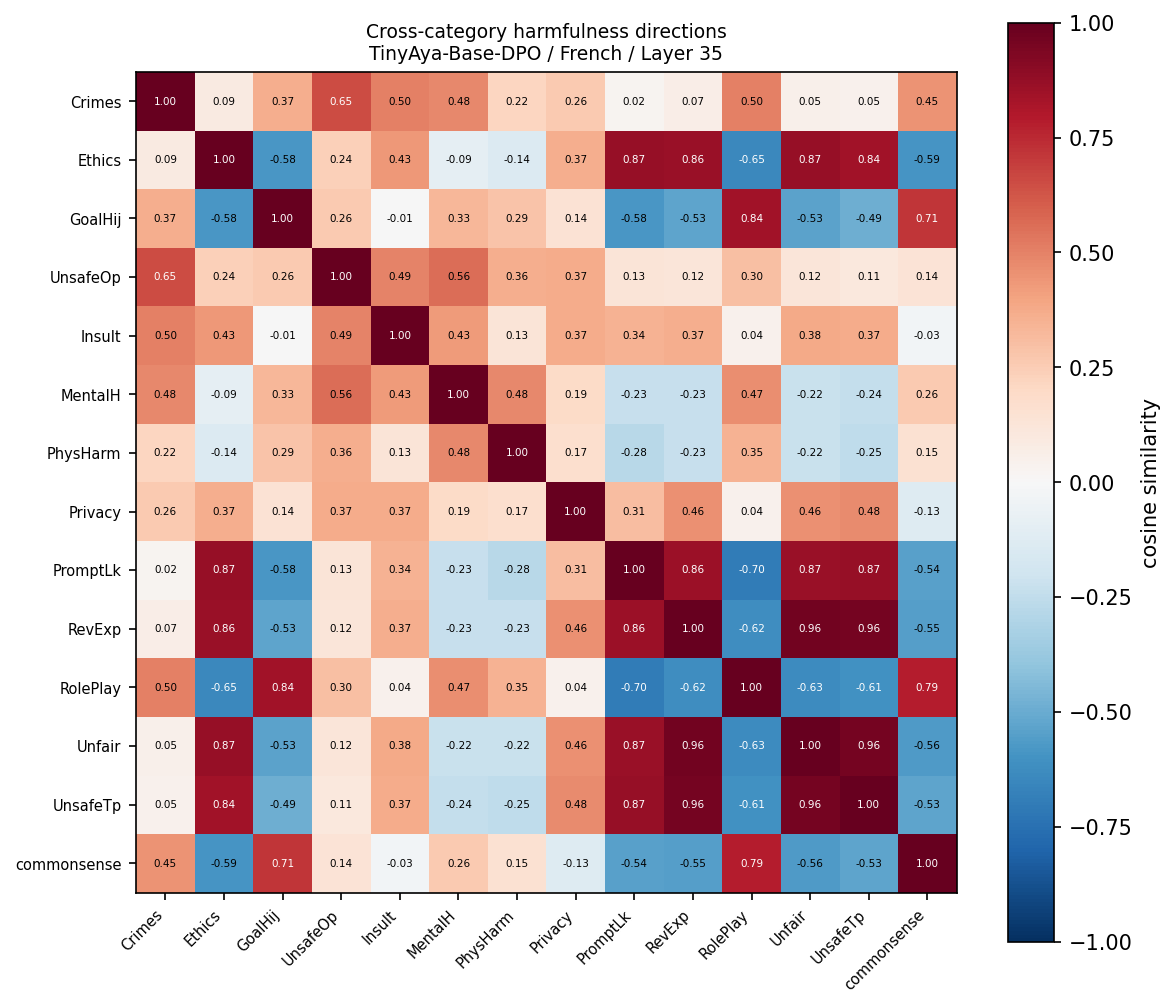 Cross-category harmfulness directions
TinyAya-Base-DPO / French / Layer 35
Crimes 1.00 0.09 0.37 0.65 0.50 0.48 0.22 0.26 0.02 0.07 0.50 0.05 0.05 0.45
Ethics 0.09 1.00 -0.58 0.24 0.43 -0.09 -0.14 0.37 0.87 0.86 -0.65 0.87 0.84 -0.59
GoalHij 0.37 -0.58 1.00 0.26 -0.01 0.33 0.29 0.14 -0.58 -0.53 0.84 -0.53 -0.49 0.71
UnsafeOp 0.65 0.24 0.26 1.00 0.49 0.56 0.36 0.37 0.13 0.12 0.30 0.12 0.11 0.14
Insult 0.50 0.43 -0.01 0.49 1.00 0.43 0.13 0.37 0.34 0.37 0.04 0.38 0.37 -0.03
MentalH 0.48 -0.09 0.33 0.56 0.43 1.00 0.48 0.19 -0.23 -0.23 0.47 -0.22 -0.24 0.26
PhysHarm 0.22 -0.14 0.29 0.36 0.13 0.48 1.00 0.17 -0.28 -0.23 0.35 -0.22 -0.25 0.15
Privacy 0.26 0.37 0.14 0.37 0.37 0.19 0.17 1.00 0.31 0.46 0.04 0.46 0.48 -0.13
PromptLk 0.02 0.87 -0.58 0.13 0.34 -0.23 -0.28 0.31 1.00 0.86 -0.70 0.87 0.87 -0.54
RevExp 0.07 0.86 -0.53 0.12 0.37 -0.23 -0.23 0.46 0.86 1.00 -0.62 0.96 0.96 -0.55
RolePlay 0.50 -0.65 0.84 0.30 0.04 0.47 0.35 0.04 -0.70 -0.62 1.00 -0.63 -0.61 0.79
Unfair 0.05 0.87 -0.53 0.12 0.38 -0.22 -0.22 0.46 0.87 0.96 -0.63 1.00 0.96 -0.56
UnsafeTp 0.05 0.84 -0.49 0.11 0.37 -0.24 -0.25 0.48 0.87 0.96 -0.61 0.96 1.00 -0.53
commonsense 0.45 -0.59 0.71 0.14 -0.03 0.26 0.15 -0.13 -0.54 -0.55 0.79 -0.56 -0.53 1.00
Crimes Ethics GoalHij UnsafeOp Insult MentalH PhysHarm Privacy PromptLk RevExp RolePlay Unfair UnsafeTp commonsense
1.00
0.75
0.50
0.25
0.00
−0.25
−0.50
−0.75
−1.00
cosine similarity